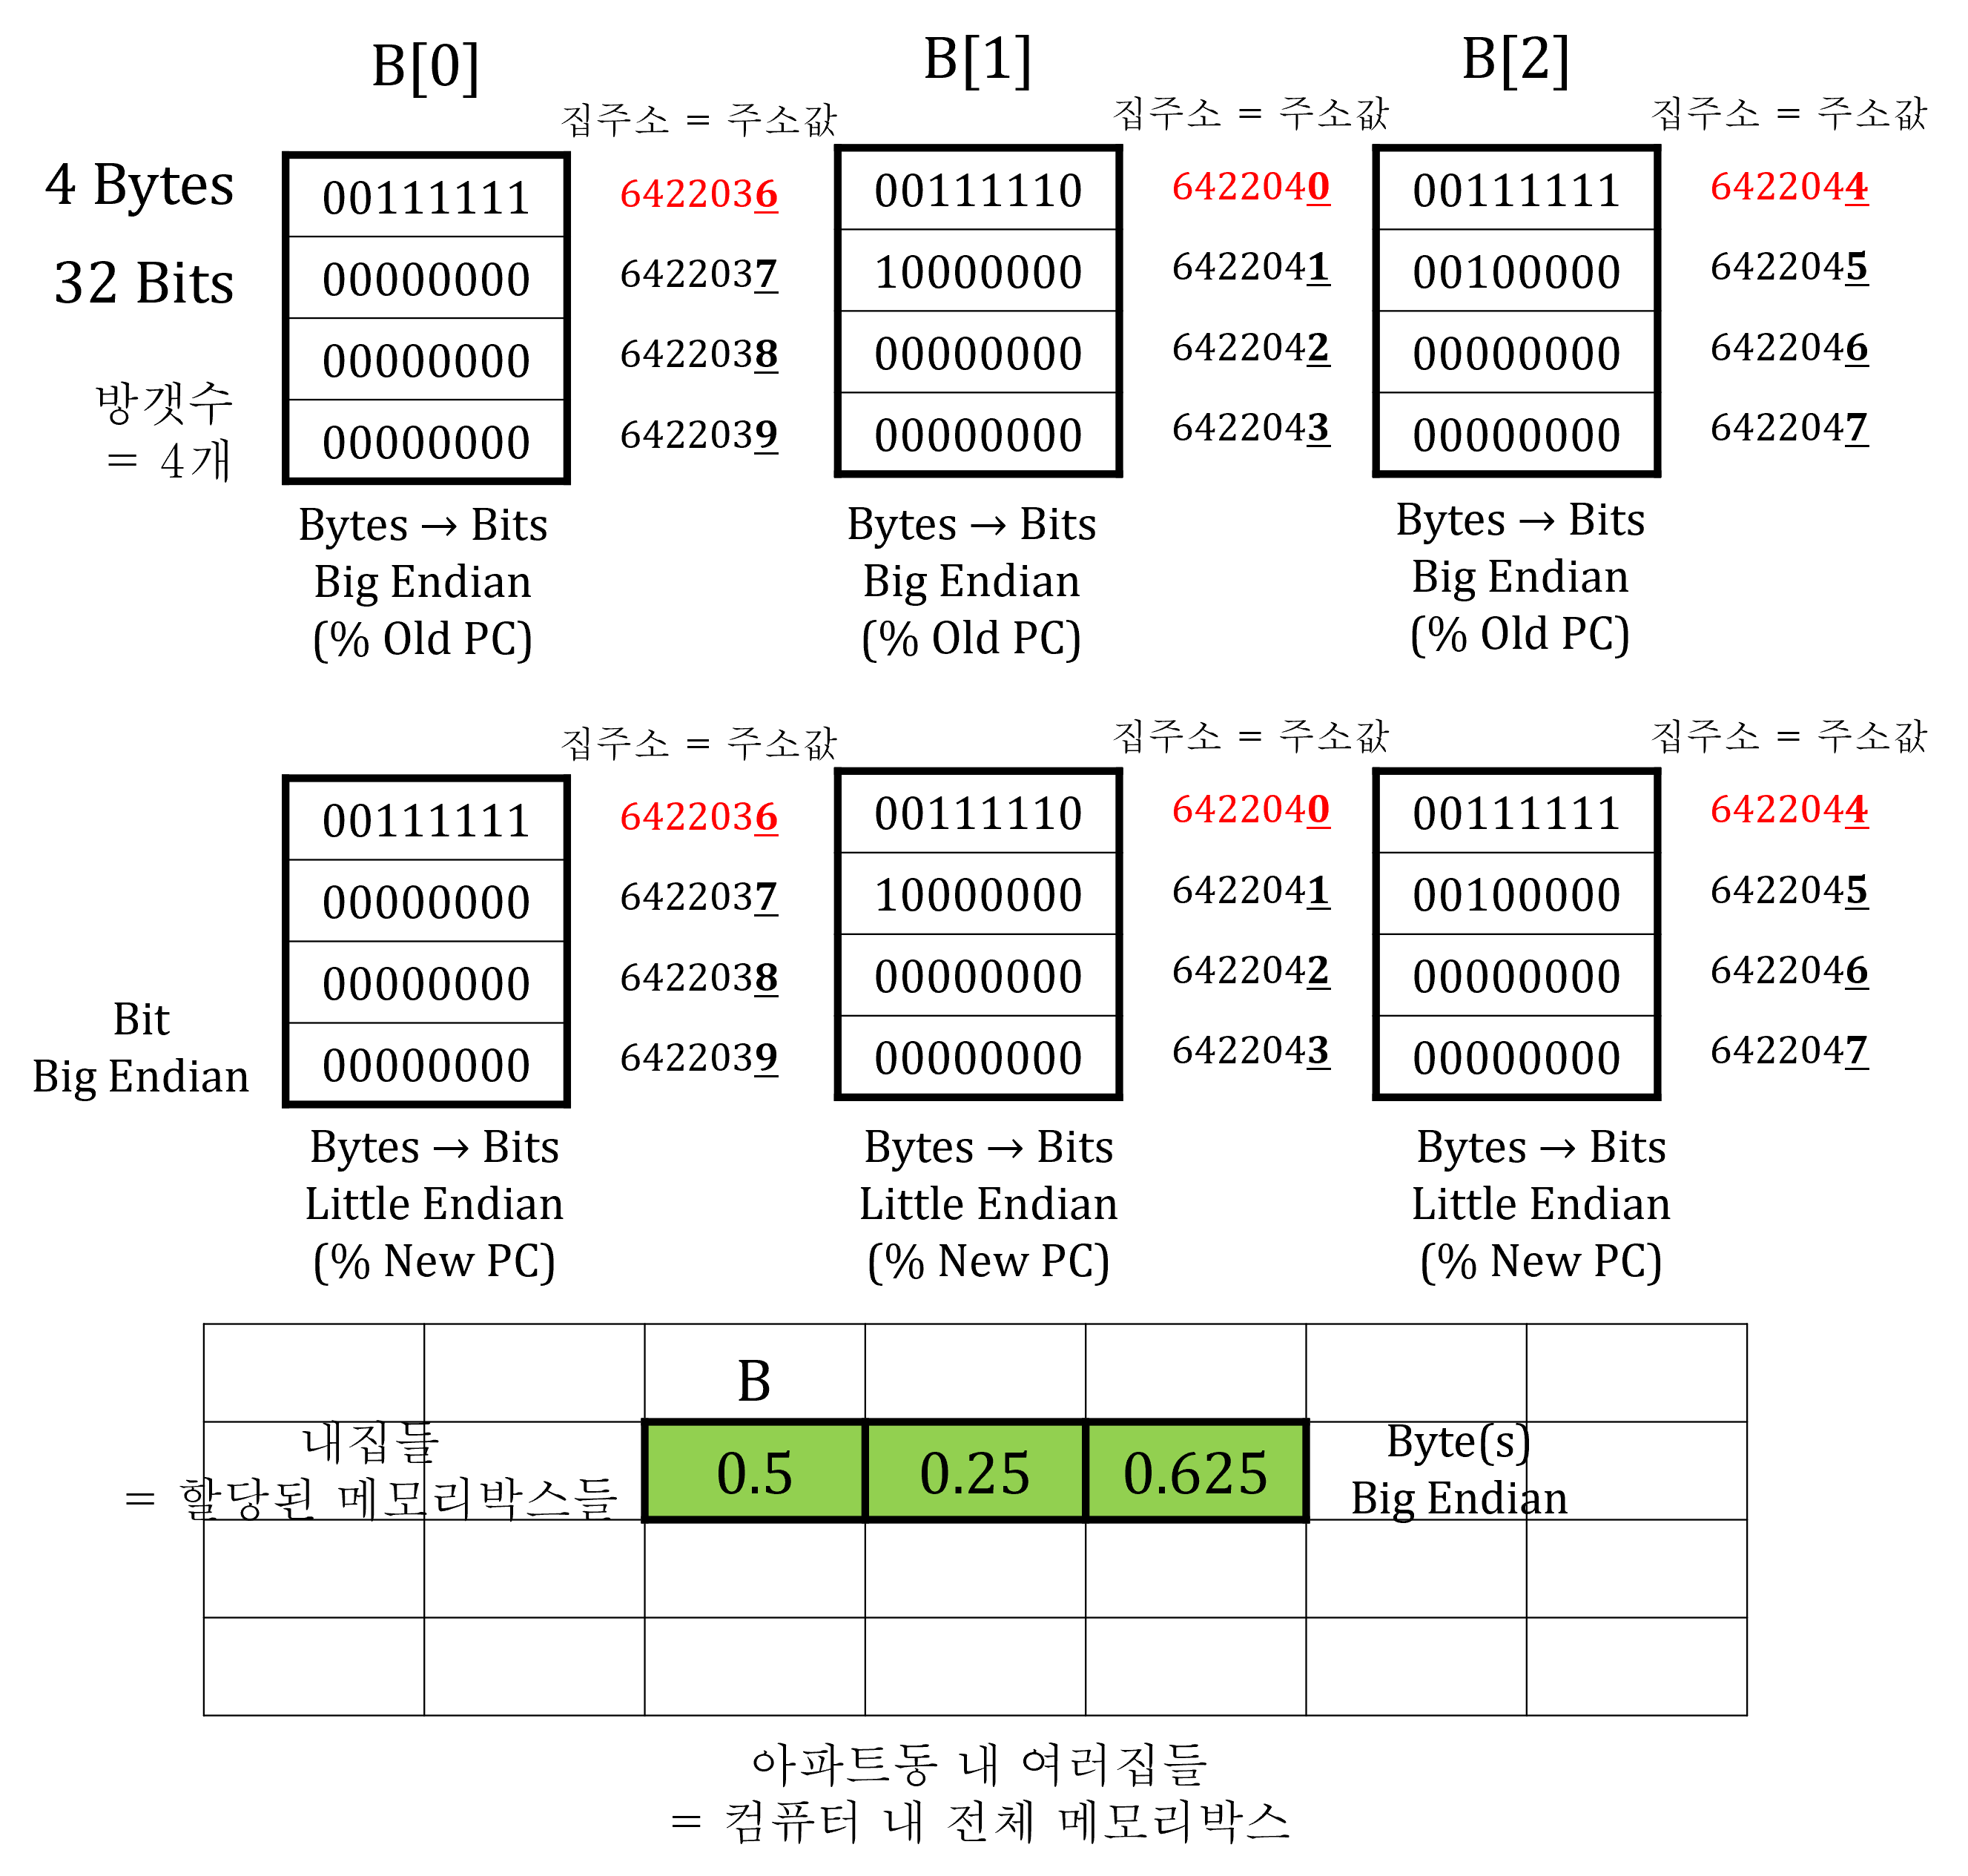 B[0]
B[1]
B[2]
집주소 = 주소값
집주소 = 주소값
집주소 = 주소값
4 Bytes
32 Bits
방갯수
= 4개
00111111
00000000
00000000
00000000
6422036
6422037
6422038
6422039
00111110
10000000
00000000
00000000
6422040
6422041
6422042
6422043
00111111
00100000
00000000
00000000
6422044
6422045
6422046
6422047
Bytes → Bits
Big Endian
(% Old PC)
Bytes → Bits
Big Endian
(% Old PC)
Bytes → Bits
Big Endian
(% Old PC)
집주소 = 주소값
집주소 = 주소값
집주소 = 주소값
Bit
Big Endian
00111111
00000000
00000000
00000000
6422036
6422037
6422038
6422039
00111110
10000000
00000000
00000000
6422040
6422041
6422042
6422043
00111111
00100000
00000000
00000000
6422044
6422045
6422046
6422047
Bytes → Bits
Little Endian
(% New PC)
Bytes → Bits
Little Endian
(% New PC)
Bytes → Bits
Little Endian
(% New PC)
B
내집들
= 할당된 메모리박스들
0.5
0.25
0.625
Byte(s)
Big Endian
아파트동 내 여러집들
= 컴퓨터 내 전체 메모리박스